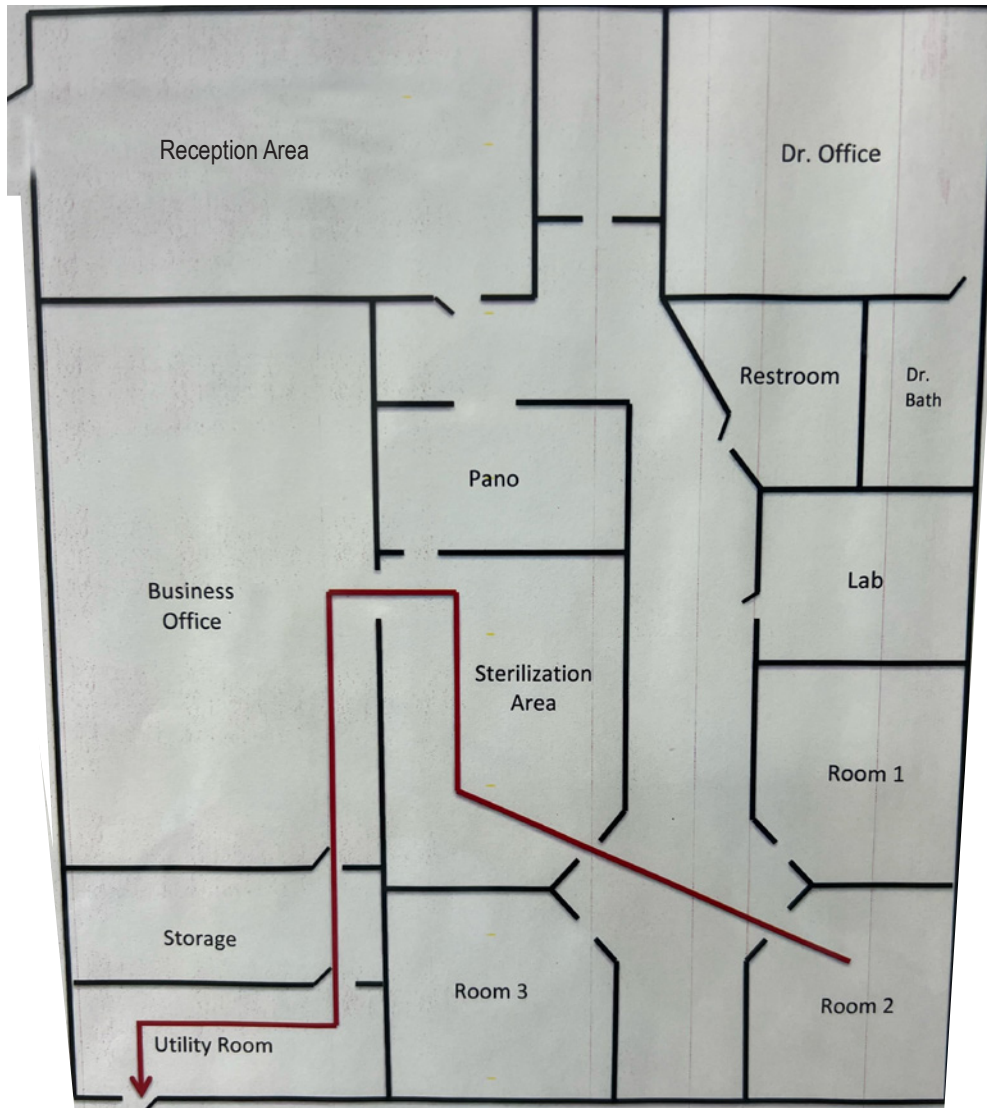 Reception Area
Dr. Office
Restroom
Dr.
Bath
Pano
Business
Office
Lab
Sterilization
Area
Room 1
Storage
Room 3
Room 2
Utility Room